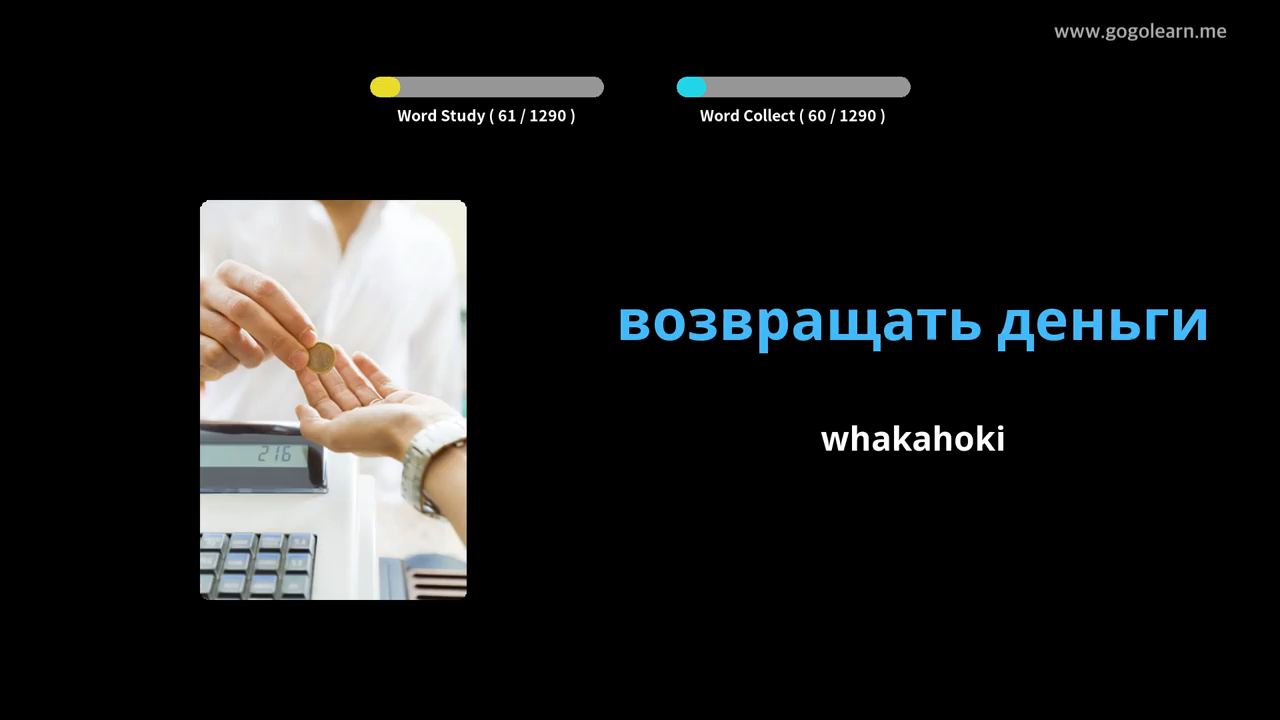 www.gogolearn.me
Word Study ( 61 / 1290 )
Word Collect ( 60 / 1290 )
возвращать деньги
216
whakahoki